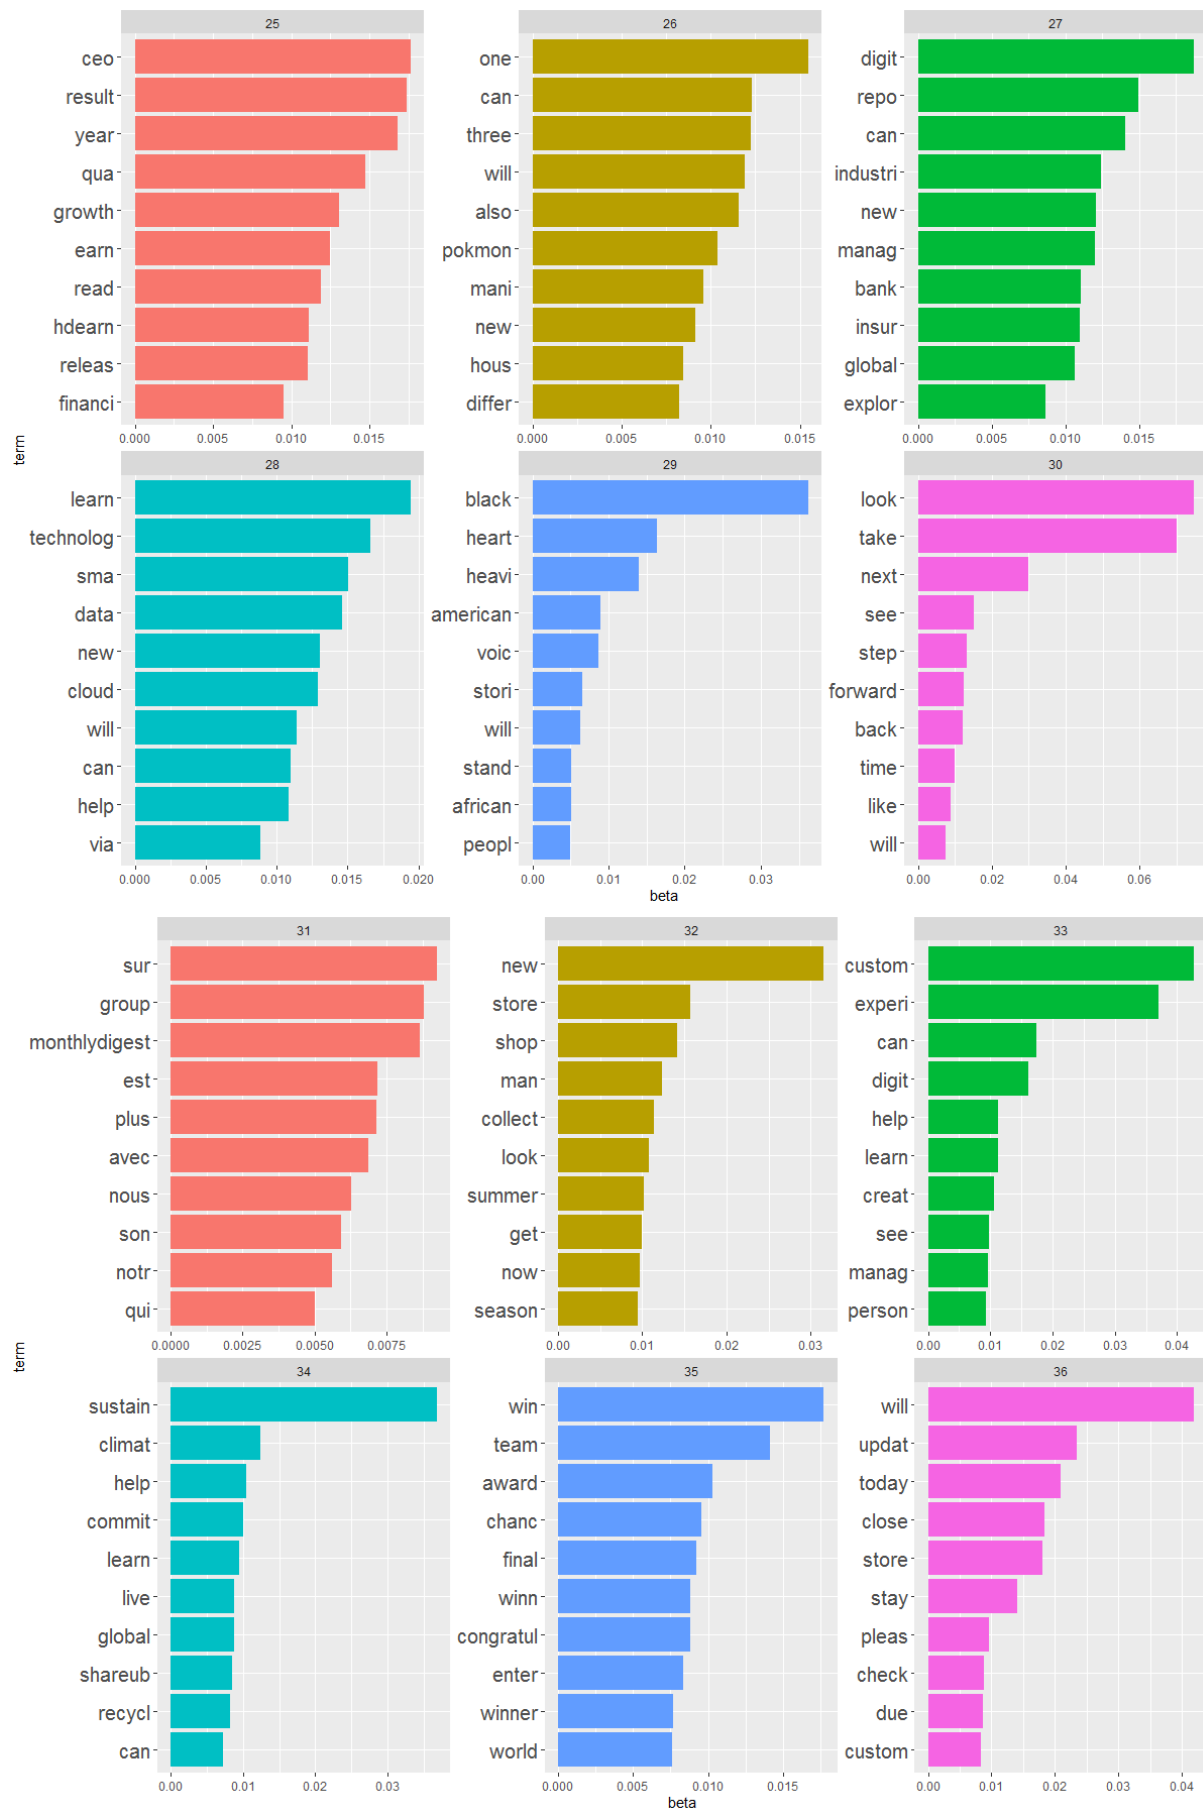 25
ceo
result
year
qua
growth
earn
read
hdearn
releas
financi
0.000 0.005 0.010 0.015
26
one
can
three
will
also
pokmon
mani
new
hous
differ
0.000 0.005 0.010 0.015
27
digit
repo
can
industri
new
manag
bank
insur
global
explor
0.000 0.005 0.010 0.015
term
28
learn
technolog
sma
data
new
cloud
will
can
help
via
0.000 0.005 0.010 0.015 0.020
29
black
heart
heavi
american
voic
stori
will
stand
african
peopl
0.00 0.01 0.02 0.03
30
look
take
next
see
step
forward
back
time
like
will
0.00 0.02 0.04 0.06
beta
31
sur
group
monthlydigest
est
plus
avec
nous
son
notr
qui
0.0000 0.0025 0.0050 0.0075
32
new
store
shop
man
collect
look
summer
get
now
season
0.00 0.01 0.02 0.03
33
custom
experi
can
digit
help
learn
creat
see
manag
person
0.00 0.01 0.02 0.03 0.04
term
34
sustain
climat
help
commit
learn
live
global
shareub
recycl
can
0.00 0.01 0.02 0.03
35
win
team
award
chanc
final
winn
congratul
enter
winner
world
0.000 0.005 0.010 0.015
36
will
updat
today
close
store
stay
pleas
check
due
custom
0.00 0.01 0.02 0.03 0.04
beta